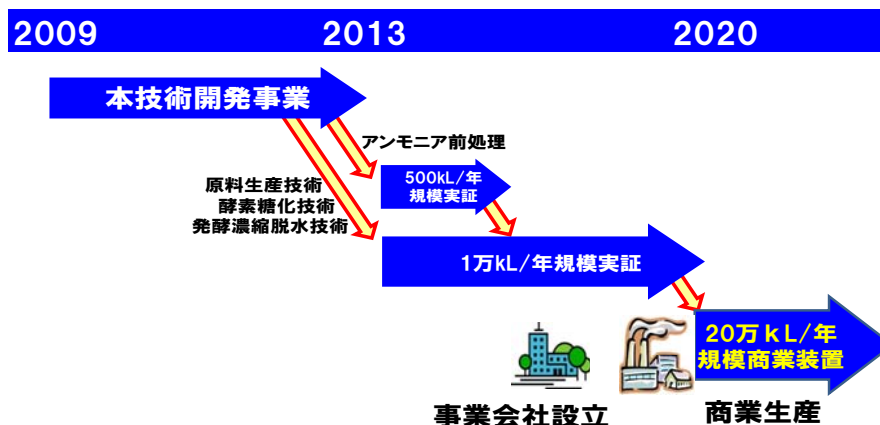 2009 2013 2020
本技術開発事業
アンモニア前処理
500kL/年
規模実証
原料生産技術
酵素糖化技術
発酵濃縮脱水技術
1万kL/年規模実証
20万kL/年
規模商業装置
事業会社設立
商業生産